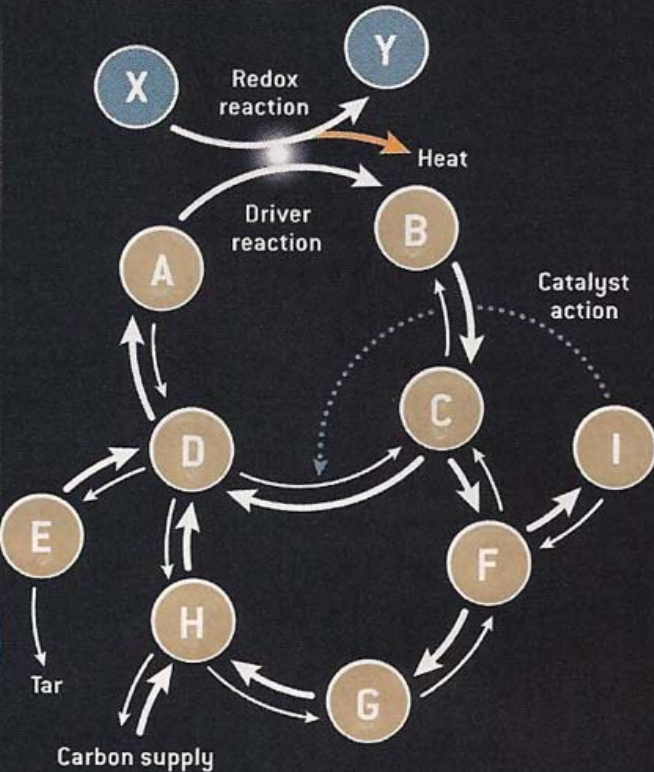 X
Y
Redox
reaction
Heat
Driver
reaction
B
A
Catalyst
action
C
D
I
E
F
H
Tar
G
Carbon supply